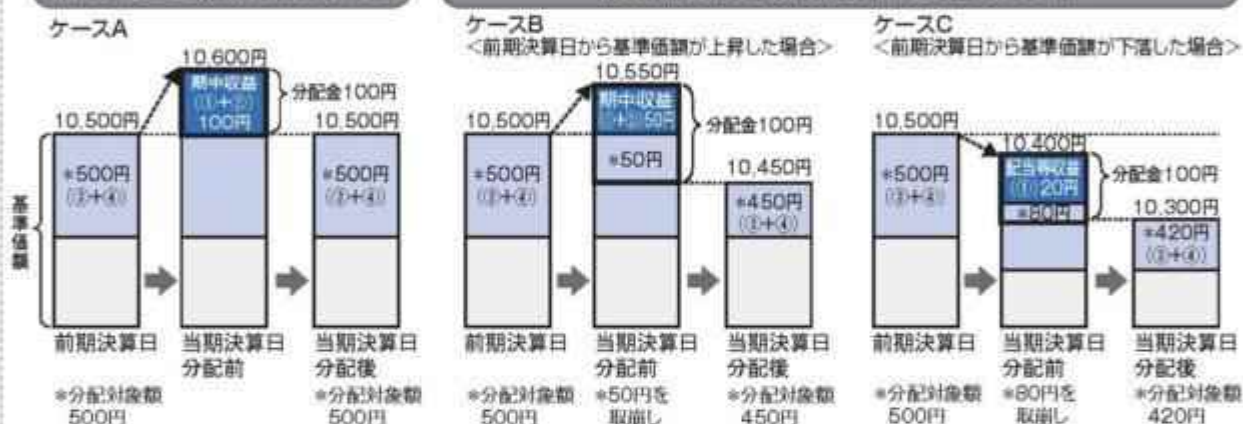 ケースA
10,600円
期中収益
(①+②)
100円
分配金100円
10,500円
10,500円
*500円
(③+④)
*500円
(③+④)
基準価額
前期決算日
当期決算日
分配前
当期決算日
分配後
*分配対象額
500円
*分配対象額
500円
ケースB
<前期決算日から基準価額が上昇した場合>
10,550円
期中収益
50円
分配金100円
10,500円
*50円
10,450円
*500円
(③+④)
*450円
(③+④)
前期決算日
当期決算日
分配前
当期決算日
分配後
*分配対象額
500円
*50円を
取崩し
*分配対象額
450円
ケースC
<前期決算日から基準価額が下落した場合>
10,500円
10,400円
配当等収益
(①) 20円
分配金100円
*80円
*500円
(③+④)
10,300円
*420円
(③+④)
前期決算日
当期決算日
分配前
当期決算日
分配後
*分配対象額
500円
*80円を
取崩し
*分配対象額
420円